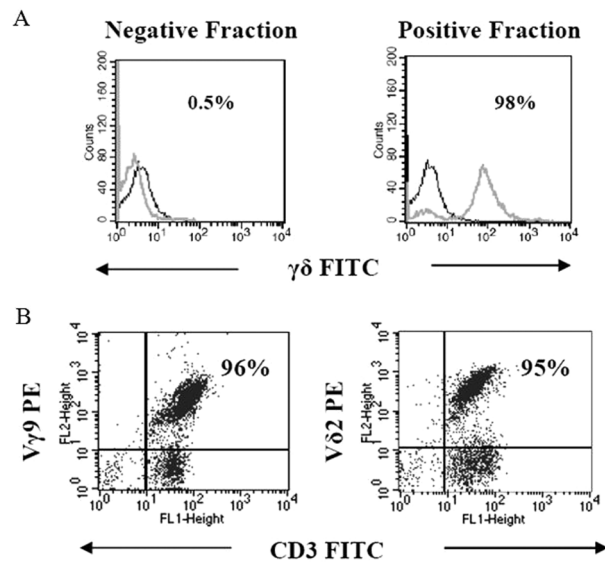 A
Negative Fraction
Positive Fraction
Counts
0 40 80 120 160 200
0.5%
10^0 10^1 10^2 10^3 10^4
Counts
0 40 80 120 160 200
98%
10^0 10^1 10^2 10^3 10^4
γδ FITC
B
Vγ9 PE
FL2-Height
10^0 10^1 10^2 10^3 10^4
96%
10^0 10^1 10^2 10^3 10^4
FL1-Height
Vδ2 PE
FL2-Height
10^0 10^1 10^2 10^3 10^4
95%
10^0 10^1 10^2 10^3 10^4
FL1-Height
CD3 FITC